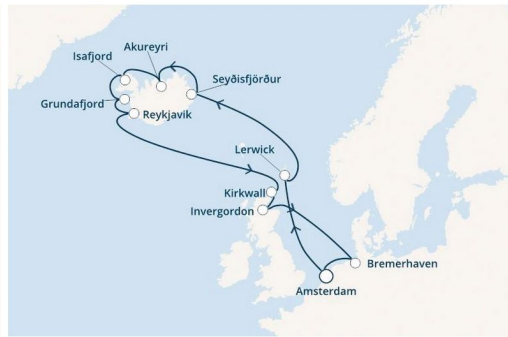 Akureyri
Isafjord
Seyðisfjörður
Grundafjord
Reykjavik
Lerwick
Kirkwall
Invergordon
Bremerhaven
Amsterdam